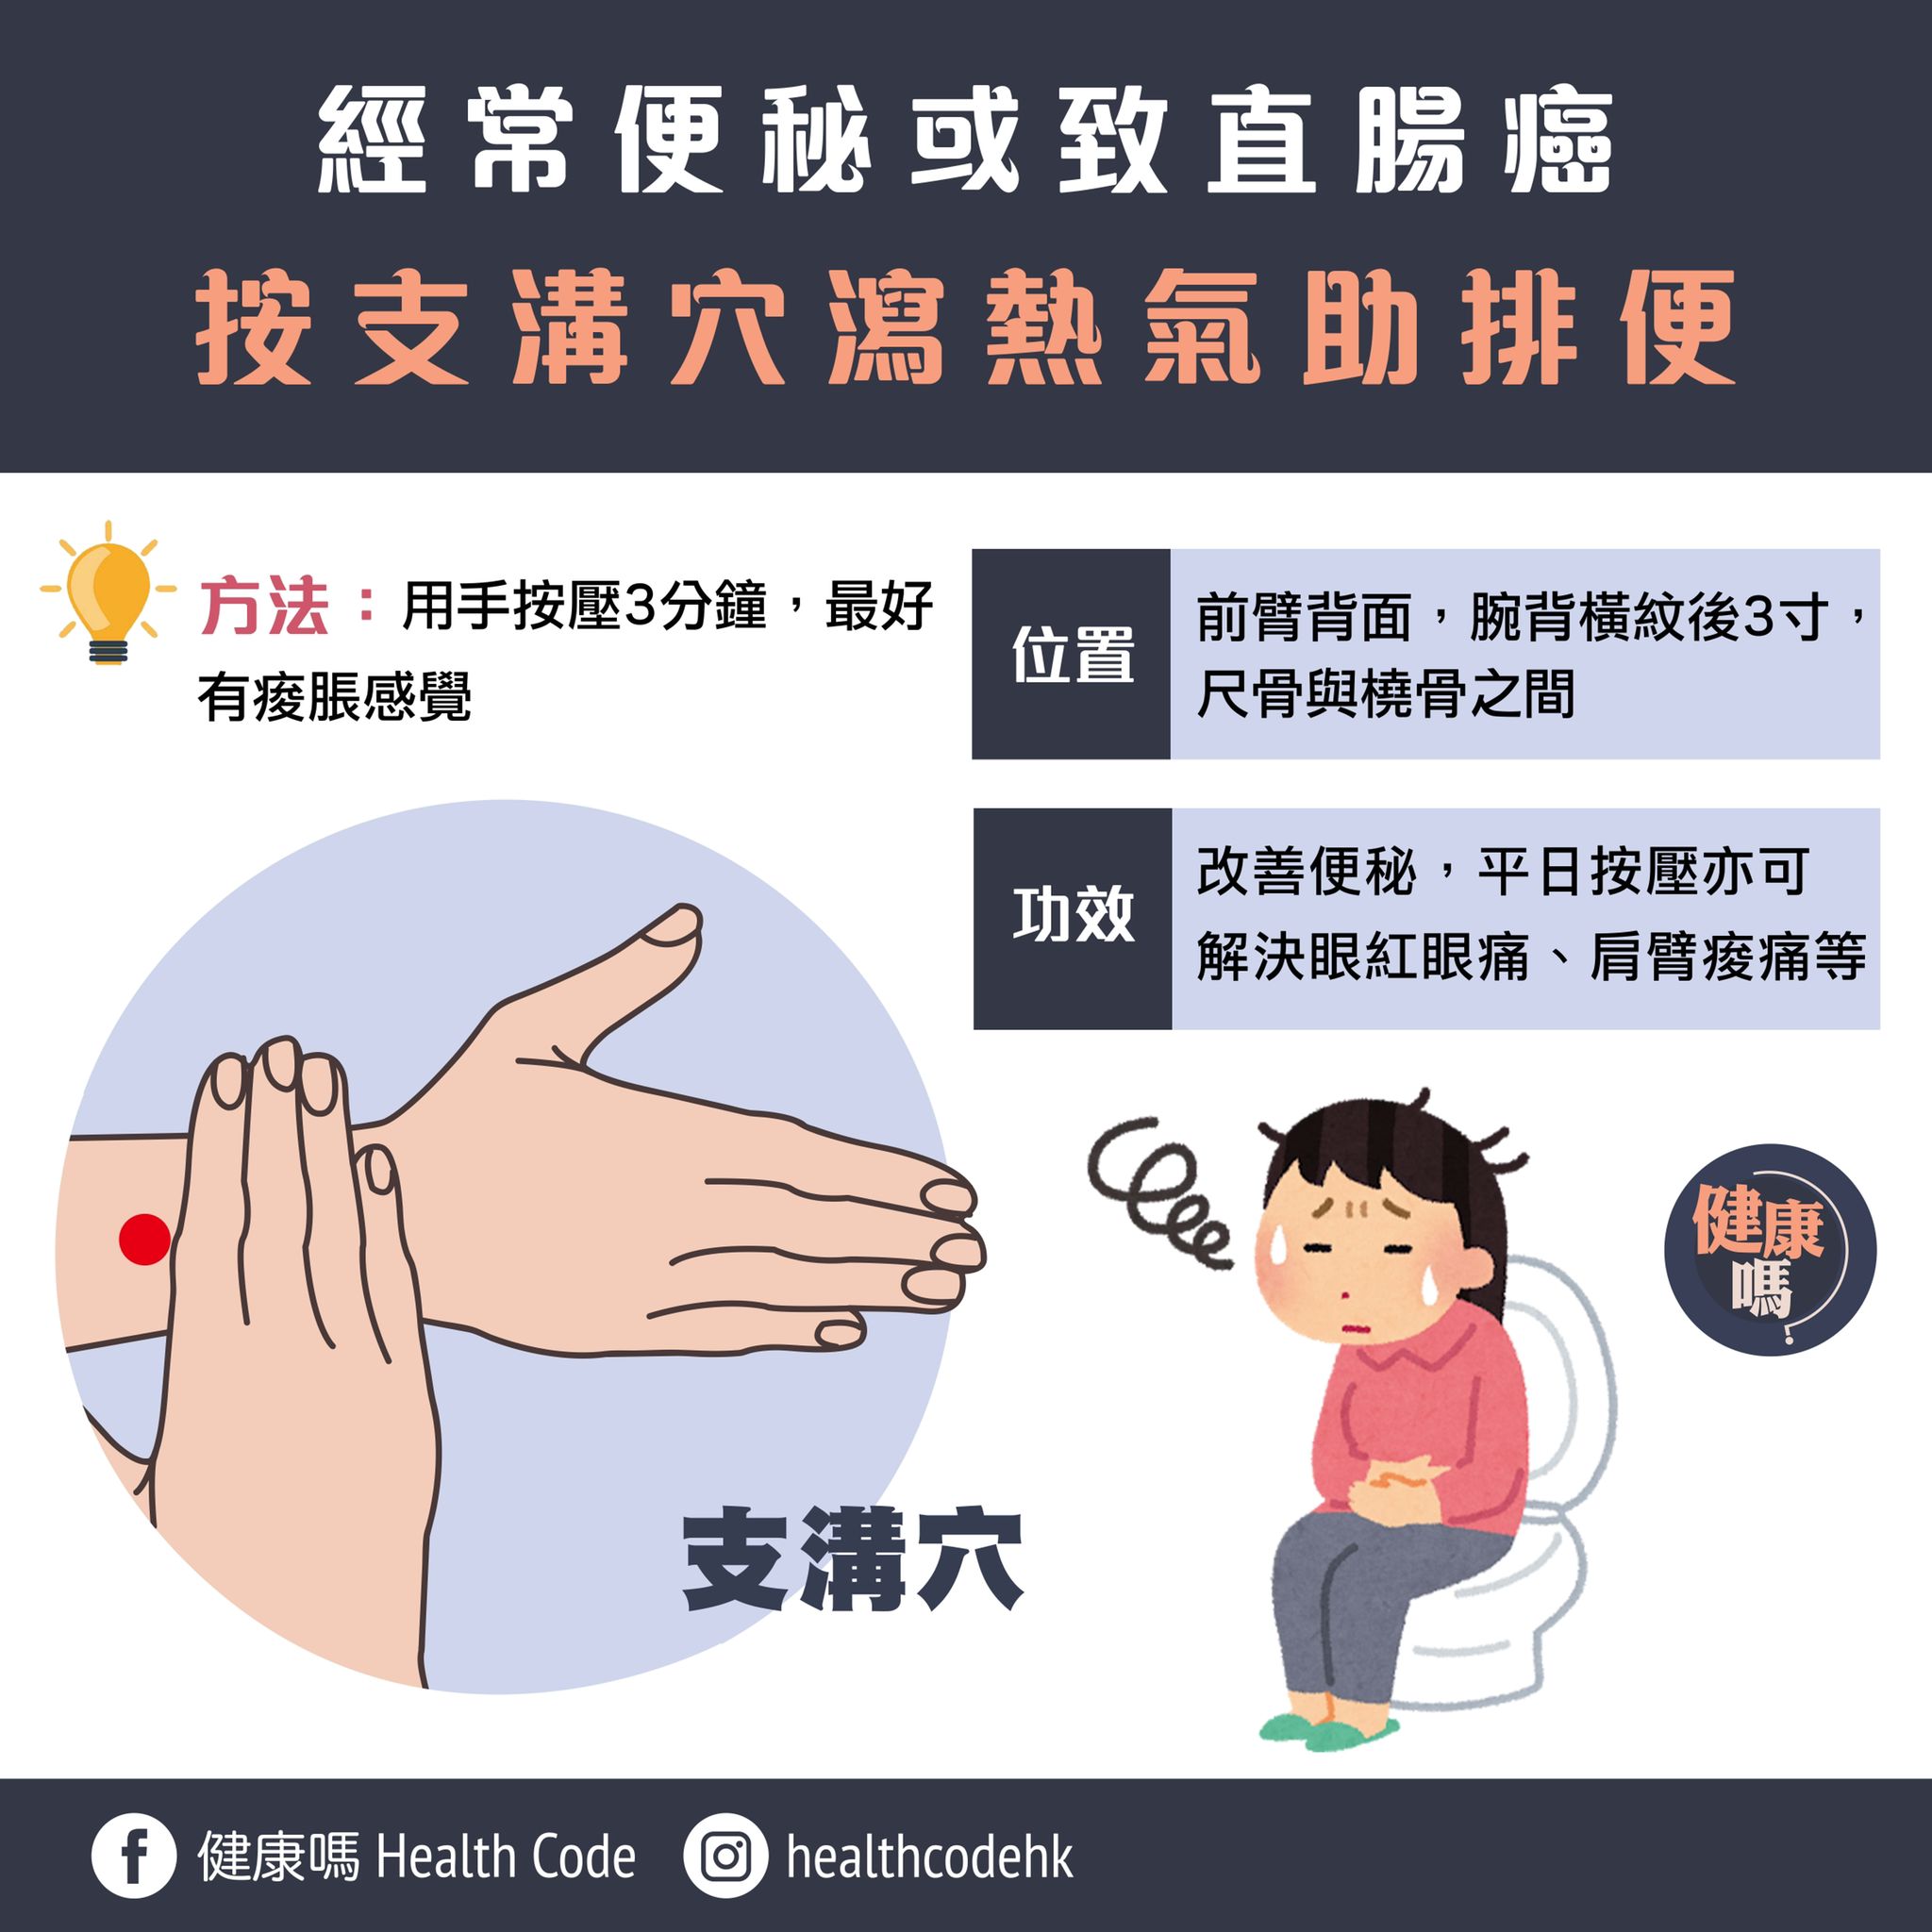 經常便秘或致直腸癌
按支溝穴瀉熱氣助排便
方法：用手按壓3分鐘，最好
有痠脹感覺
位置
前臂背面，腕背橫紋後3寸，
尺骨與橈骨之間
功效
改善便秘，平日按壓亦可
解決眼紅眼痛、肩臂痠痛等
健康
嗎
支溝穴
健康嗎 Health Code
healthcodehk